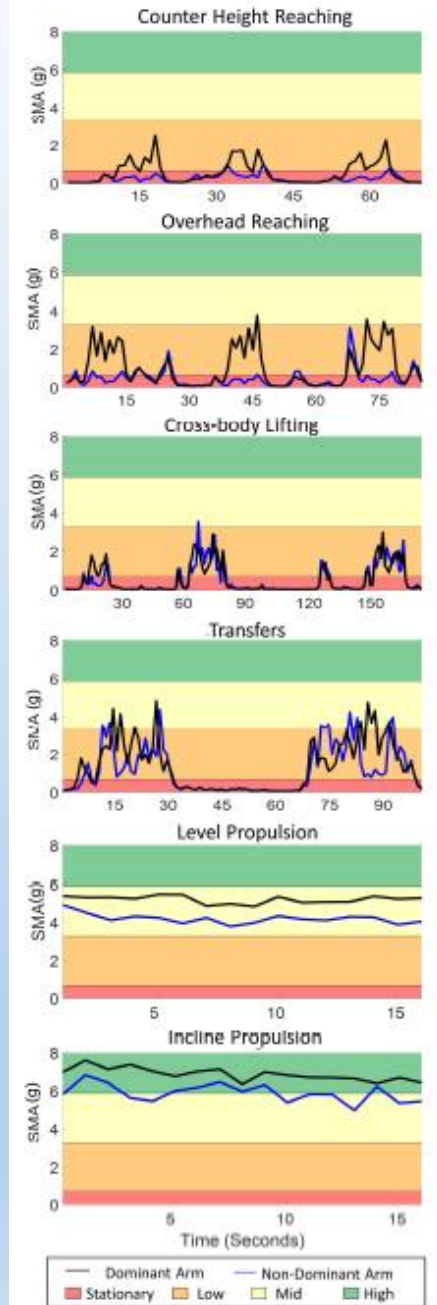 Counter Height Reaching
8
6
4
2
0
SMA (g)
15 30 45 60
Overhead Reaching
8
6
4
2
0
SMA (g)
15 30 45 60 75
Cross-body Lifting
8
6
4
2
0
SMA(g)
30 60 90 120 150
Transfers
8
6
4
2
0
SMA (g)
15 30 45 60 75 90
Level Propulsion
8
6
4
2
0
SMA(g)
5 10 15
Incline Propulsion
8
6
4
2
0
SMA (g)
5 10 15
Time (Seconds)
Dominant Arm Non-Dominant Arm
Stationary Low Mid High